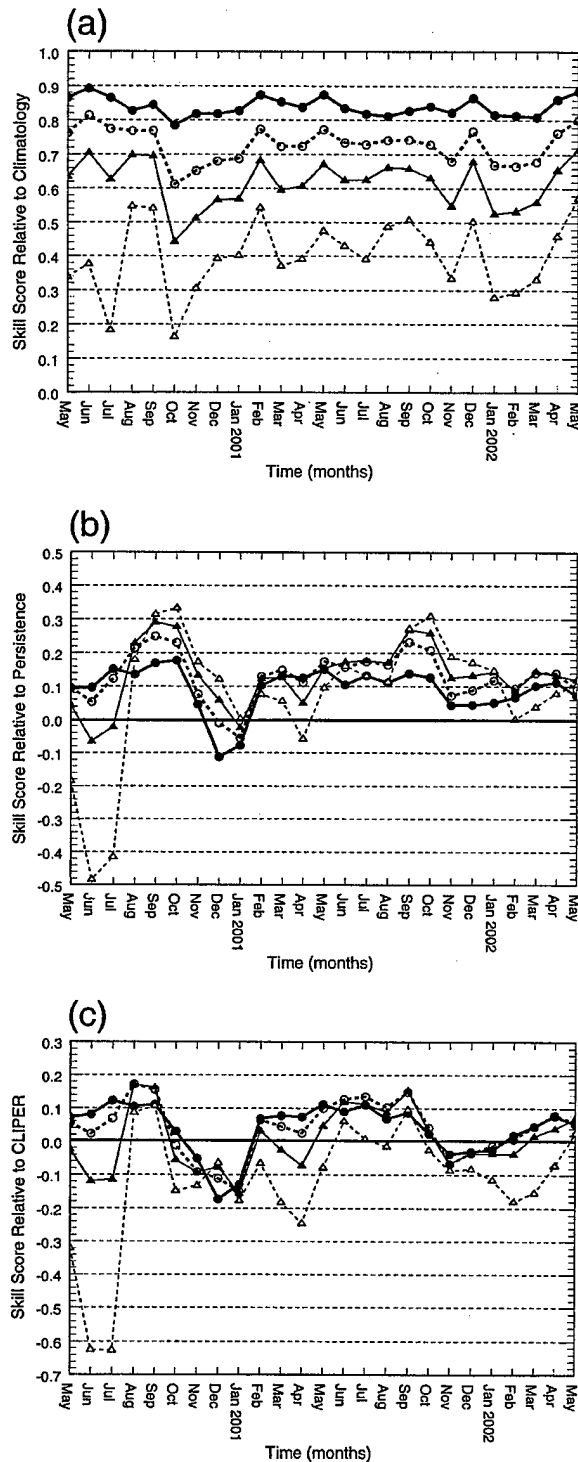 (a)
Skill Score Relative to Climatology
1.0
0.9
0.8
0.7
0.6
0.5
0.4
0.3
0.2
0.1
0.0
May
Jun
Jul
Aug
Sep
Oct
Nov
Dec
Jan 2001
Feb
Mar
Apr
May
Jun
Jul
Aug
Sep
Oct
Nov
Dec
Jan 2002
Feb
Mar
Apr
May
Time (months)
(b)
Skill Score Relative to Persistence
0.5
0.4
0.3
0.2
0.1
0.0
-0.1
-0.2
-0.3
-0.4
-0.5
May
Jun
Jul
Aug
Sep
Oct
Nov
Dec
Jan 2001
Feb
Mar
Apr
May
Jun
Jul
Aug
Sep
Oct
Nov
Dec
Jan 2002
Feb
Mar
Apr
May
Time (months)
(c)
Skill Score Relative to CLIPER
0.3
0.2
0.1
0.0
-0.1
-0.2
-0.3
-0.4
-0.5
-0.6
-0.7
May
Jun
Jul
Aug
Sep
Oct
Nov
Dec
Jan 2001
Feb
Mar
Apr
May
Jun
Jul
Aug
Sep
Oct
Nov
Dec
Jan 2002
Feb
Mar
Apr
May
Time (months)